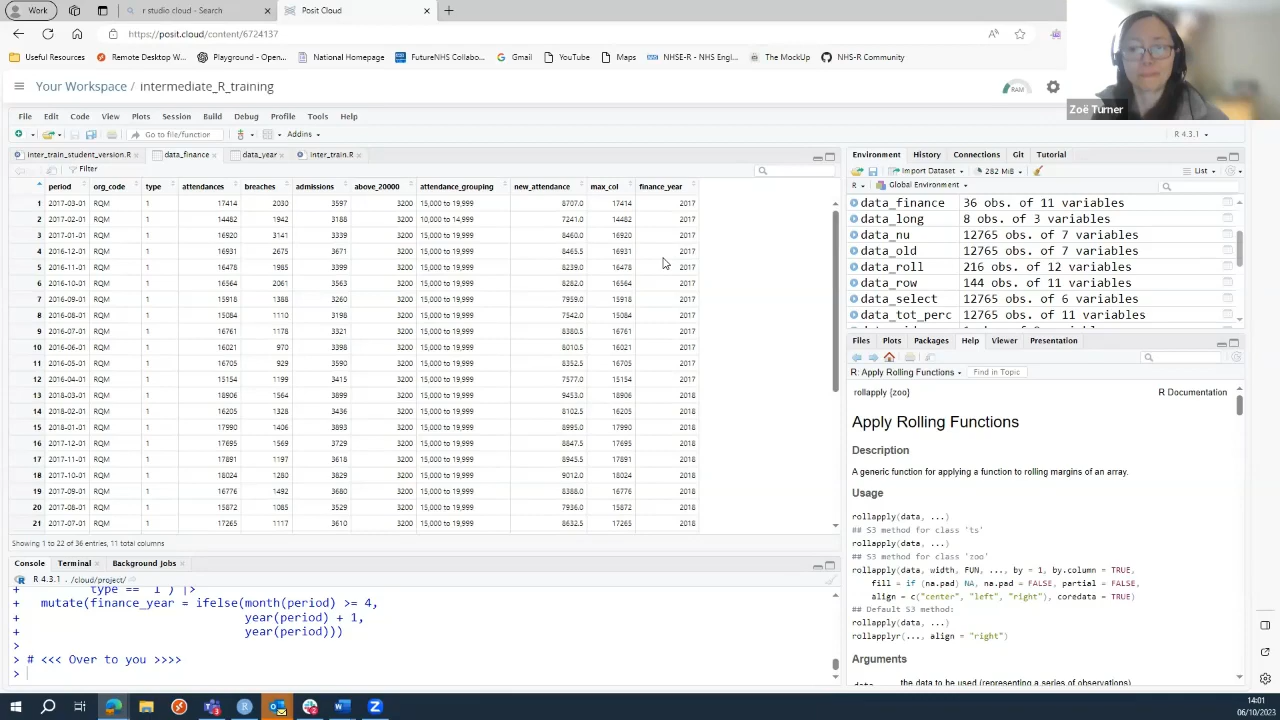 Work
r studio cloud - Search
Posit Cloud
https://posit.cloud/content/6724137
Useful Resources
Remote Desktop W...
Playground - Open...
National Homepage
FutureNHS Collabo...
Gmail
YouTube
Maps
NHSE-R - NHS Engl...
The MockUp
NHS-R Community
Your Workspace / intermediate_R_training
RAM
Zoë Turner
File Edit Code View Plots Session Build Debug Profile Tools Help
Go to file/function
Addins
R 4.3.1
inter_train_student_version.R
data_finance
data_year
inter_train.R
Filter
period org_code type attendances breaches admissions above_20000 attendance_grouping new_attendance max_col finance_year
1 2017-03-01 RQM 1 17414 2030 3597 3200 15,000 to 19,999 8707.0 17414 2017
2 2017-02-01 RQM 1 14482 1942 3188 3200 10,000 to 14,999 7241.0 14482 2017
3 2017-01-01 RQM 1 16920 3141 3339 3200 15,000 to 19,999 8460.0 16920 2017
4 2016-12-01 RQM 1 16931 2675 3671 3200 15,000 to 19,999 8465.5 16931 2017
5 2016-11-01 RQM 1 16478 1985 3399 3200 15,000 to 19,999 8239.0 16478 2017
6 2016-10-01 RQM 1 16564 2061 3563 3200 15,000 to 19,999 8282.0 16564 2017
7 2016-09-01 RQM 1 15918 1388 3260 3200 15,000 to 19,999 7959.0 15918 2017
8 2016-08-01 RQM 1 15084 1110 3198 3200 15,000 to 19,999 7542.0 15084 2017
9 2016-07-01 RQM 1 16761 1178 3321 3200 15,000 to 19,999 8380.5 16761 2017
10 2016-06-01 RQM 1 16021 970 3398 3200 15,000 to 19,999 8010.5 16021 2017
11 2016-05-01 RQM 1 16705 929 3590 3200 15,000 to 19,999 8352.5 16705 2017
12 2016-04-01 RQM 1 15154 1199 3415 3200 15,000 to 19,999 7577.0 15154 2017
13 2018-03-01 RQM 1 18906 1564 3899 3200 15,000 to 19,999 9453.0 18906 2018
14 2018-02-01 RQM 1 16205 1328 3436 3200 15,000 to 19,999 8102.5 16205 2018
15 2018-01-01 RQM 1 17990 1406 3893 3200 15,000 to 19,999 8995.0 17990 2018
16 2017-12-01 RQM 1 17695 1569 3729 3200 15,000 to 19,999 8847.5 17695 2018
17 2017-11-01 RQM 1 17891 1197 3618 3200 15,000 to 19,999 8945.5 17891 2018
18 2017-10-01 RQM 1 18024 1280 3829 3200 15,000 to 19,999 9012.0 18024 2018
19 2017-09-01 RQM 1 16776 1492 3680 3200 15,000 to 19,999 8388.0 16776 2018
20 2017-08-01 RQM 1 15872 1085 3529 3200 15,000 to 19,999 7936.0 15872 2018
21 2017-07-01 RQM 1 17265 1117 3610 3200 15,000 to 19,999 8632.5 17265 2018
Showing 1 to 22 of 36 entries, 11 total columns
Console Terminal Background Jobs
R 4.3.1 . /cloud/project/
+ type == '1') |>
+ mutate(finance_year = ifelse(month(period) >= 4,
+ year(period) + 1,
+ year(period)))
>
> # <<< Over to you >>>>
>
Environment History Connections Git Tutorial
Import Dataset
282 MiB
List
R
Global Environment
data_finance 36 obs. of 11 variables
data_long 8 obs. of 3 variables
data_nu 12765 obs. of 7 variables
data_old 12765 obs. of 7 variables
data_roll 216 obs. of 12 variables
data_row 144 obs. of 11 variables
data_select 12765 obs. of 6 variables
data_tot_perc 12765 obs. of 11 variables
Files Plots Packages Help Viewer Presentation
R: Apply Rolling Functions
Find in Topic
rollapply {zoo}
R Documentation
Apply Rolling Functions
Description
A generic function for applying a function to rolling margins of an array.
Usage
rollapply(data, ...)
## S3 method for class 'ts'
rollapply(data, ...)
## S3 method for class 'zoo'
rollapply(data, width, FUN, ..., by = 1, by.column = TRUE,
fill = if (na.pad) NA, na.pad = FALSE, partial = FALSE,
align = c("center", "left", "right"), coredata = TRUE)
## Default S3 method:
rollapply(data, ...)
rollapplyr(..., align = "right")
Arguments
data the data to be used (representing a series of observations)
14:01
06/10/2023